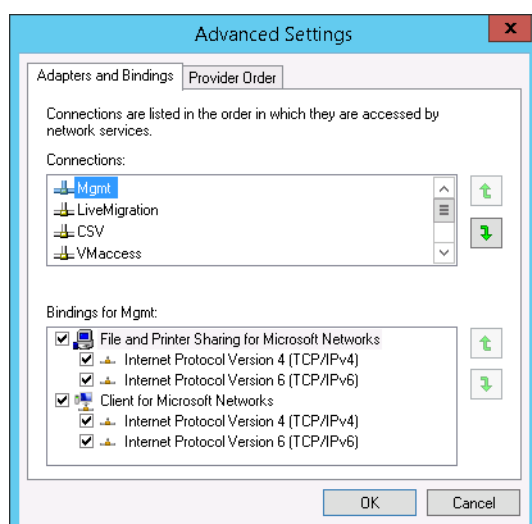 Advanced Settings
x
Adapters and Bindings
Provider Order
Connections are listed in the order in which they are accessed by
network services.
Connections:
Mgmt
LiveMigration
CSV
VMaccess
Bindings for Mgmt:
File and Printer Sharing for Microsoft Networks
Internet Protocol Version 4 (TCP/IPv4)
Internet Protocol Version 6 (TCP/IPv6)
Client for Microsoft Networks
Internet Protocol Version 4 (TCP/IPv4)
Internet Protocol Version 6 (TCP/IPv6)
OK
Cancel